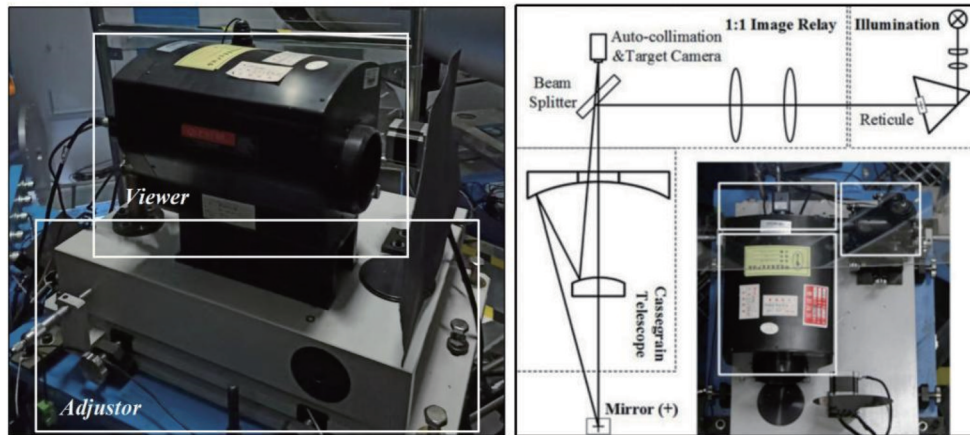 Viewer
Adjustor
Auto-collimation
&Target Camera
Beam
Splitter
1:1 Image Relay
Illumination
Reticule
Cassegrain
Telescope
Mirror (+)